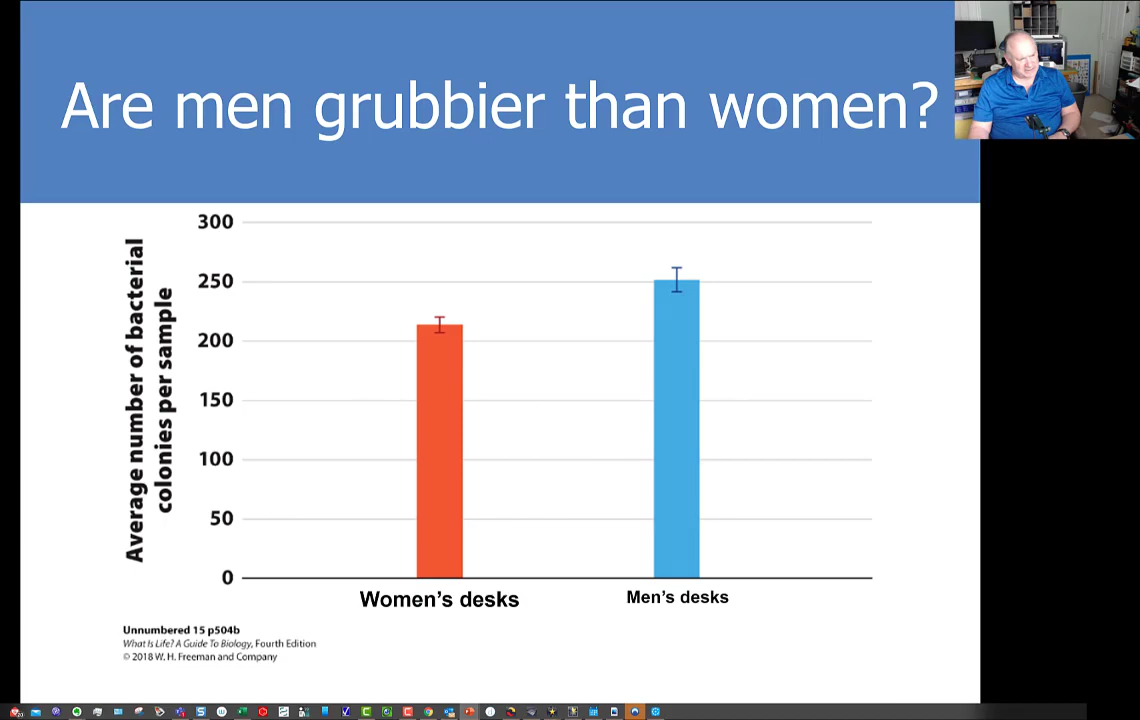 Are men grubbier than women?
Average number of bacterial
colonies per sample
300
250
200
150
100
50
0
Women's desks
Men's desks
Unnumbered 15 p504b
What Is Life? A Guide To Biology, Fourth Edition
© 2018 W. H. Freeman and Company